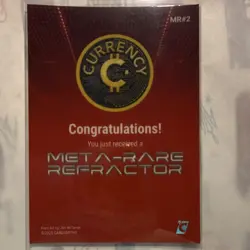 MR#2
CURRENCY
Congratulations!
You just received a
META-RARE
REFRACTOR